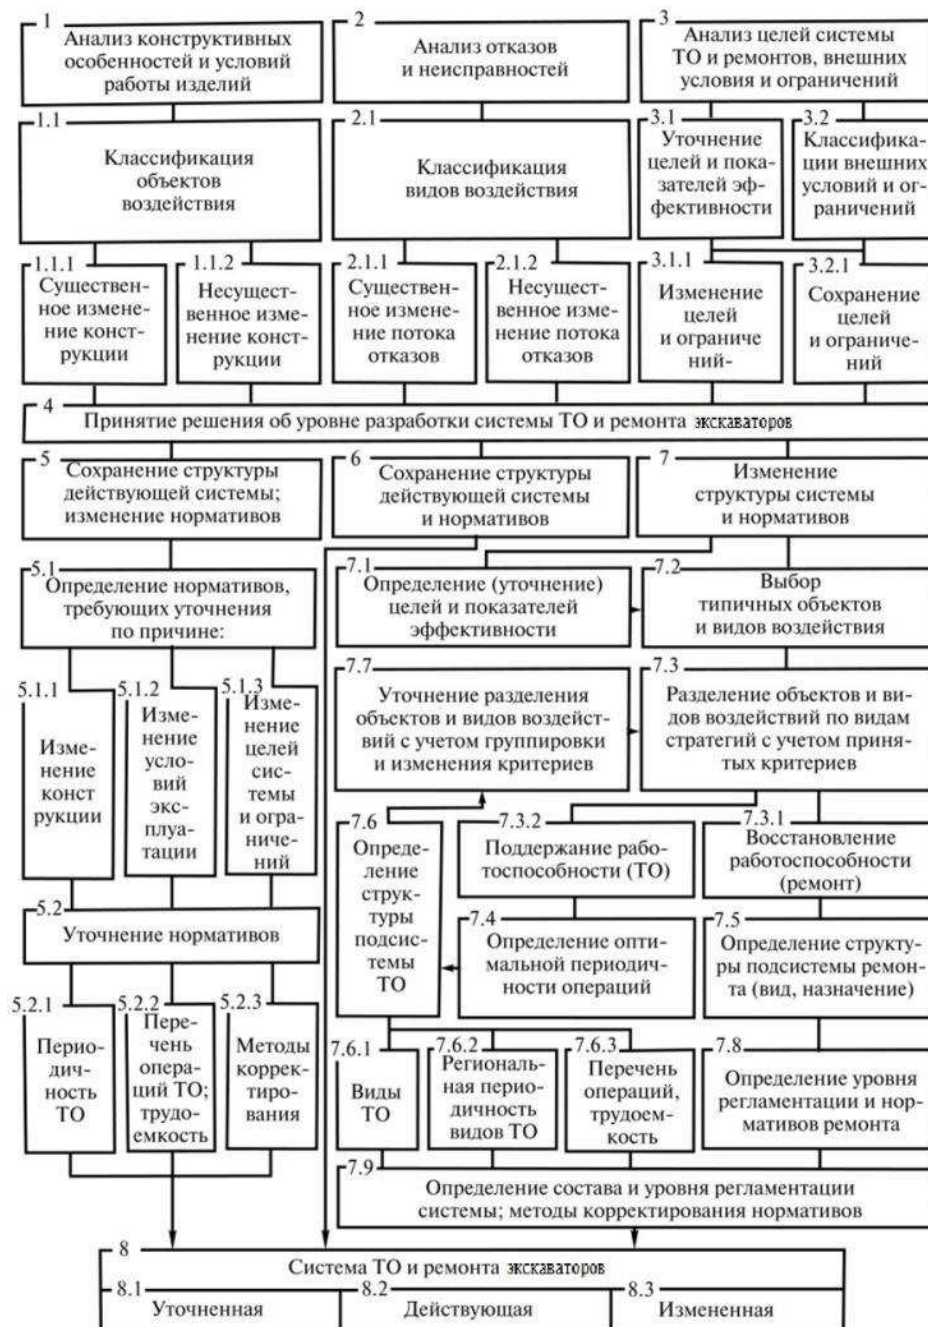 1
Анализ конструктивных
особенностей и условий
работы изделий
2
Анализ отказов
и неисправностей
3
Анализ целей системы
ТО и ремонтов, внешних
условия и ограничений
1.1
Классификация
объектов
воздействия
2.1
Классификация
видов воздействия
3.1
Уточнение
целей и пока-
зателей эф-
фективности
3.2
Классифика-
ции внешних
условий и ог-
раничений
1.1.1
Существен-
ное измене-
ние конст-
рукции
1.1.2
Несущест-
венное изме-
нение конст-
рукции
2.1.1
Существен-
ное измене-
ние потока
отказов
2.1.2
Несущест-
венное изме-
нение потока
отказов
3.1.1
Изменение
целей
и ограниче
ний-
3.2.1
Сохранение
целей
и ограниче-
ний
4
Принятие решения об уровне разработки системы ТО и ремонта экскаваторов
5
Сохранение структуры
действующей системы;
изменение нормативов
6
Сохранение структуры
действующей системы
и нормативов
7
Изменение
структуры системы
и нормативов
5.1
Определение нормативов,
требующих уточнения
по причине:
7.1
Определение (уточнение)
целей и показателей
эффективности
7.2
Выбор
типичных объектов
и видов воздействия
5.1.1
Изме-
нение
конст
рукции
5.1.2
Изме-
нение
усло-
вий
экс-
плуа-
тации
5.1.3
Изме-
нение
целей
сис-
темы
и огра-
ниче-
ний
7.7
Уточнение разделения
объектов и видов воздейст-
вий с учетом группировки
и изменения критериев
7.3
Разделение объектов и ви-
дов воздействий по видам
стратегий с учетом приня-
тых критериев
7.6
Опреде-
ление
струк-
туры
подсис-
темы
ТО
7.3.2
Поддержание рабо-
тоспособности (ТО)
7.3.1
Восстановление
работоспособности
(ремонт)
5.2
Уточнение нормативов
7.4
Определение опти-
мальной периодич-
ности операций
7.5
Определение структу-
ры подсистемы ремон-
та (вид, назначение)
5.2.1
Перио-
дич-
ность
ТО
5.2.2
Пере-
чень
опера-
ций ТО;
трудо-
емкость
5.2.3
Методы
коррек-
тиро-
вания
7.6.1
Виды
ТО
7.6.2
Региональ-
ная перио-
дичность
видов ТО
7.6.3
Перечень
операций,
трудоем-
кость
7.8
Определение уровня
регламентации и нор-
мативов ремонта
7.9
Определение состава и уровня регламентации
системы; методы корректирования нормативов
8
Система ТО и ремонта экскаваторов
8.1
Уточненная
8.2
Действующая
8.3
Измененная